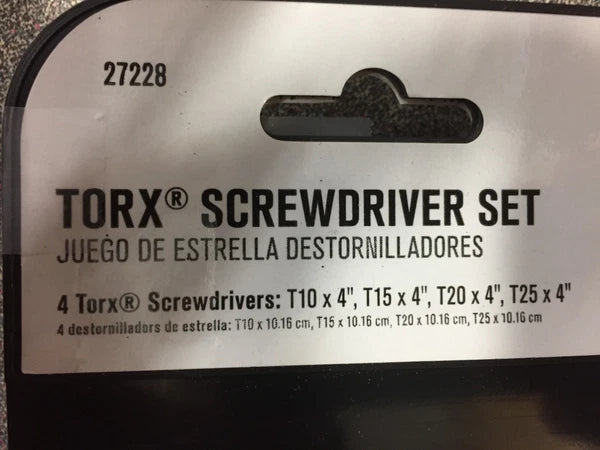 27228
TORX® SCREWDRIVER SET
JUEGO DE ESTRELLA DESTORNILLADORES
4 Torx® Screwdrivers: T10 x 4", T15 x 4", T20 x 4", T25 x 4"
4 destornilladors de estrella: T10 x 10.16 cm, T15 x 10.16 cm, T20 x 10.16 cm, T25 x 10.16 cm